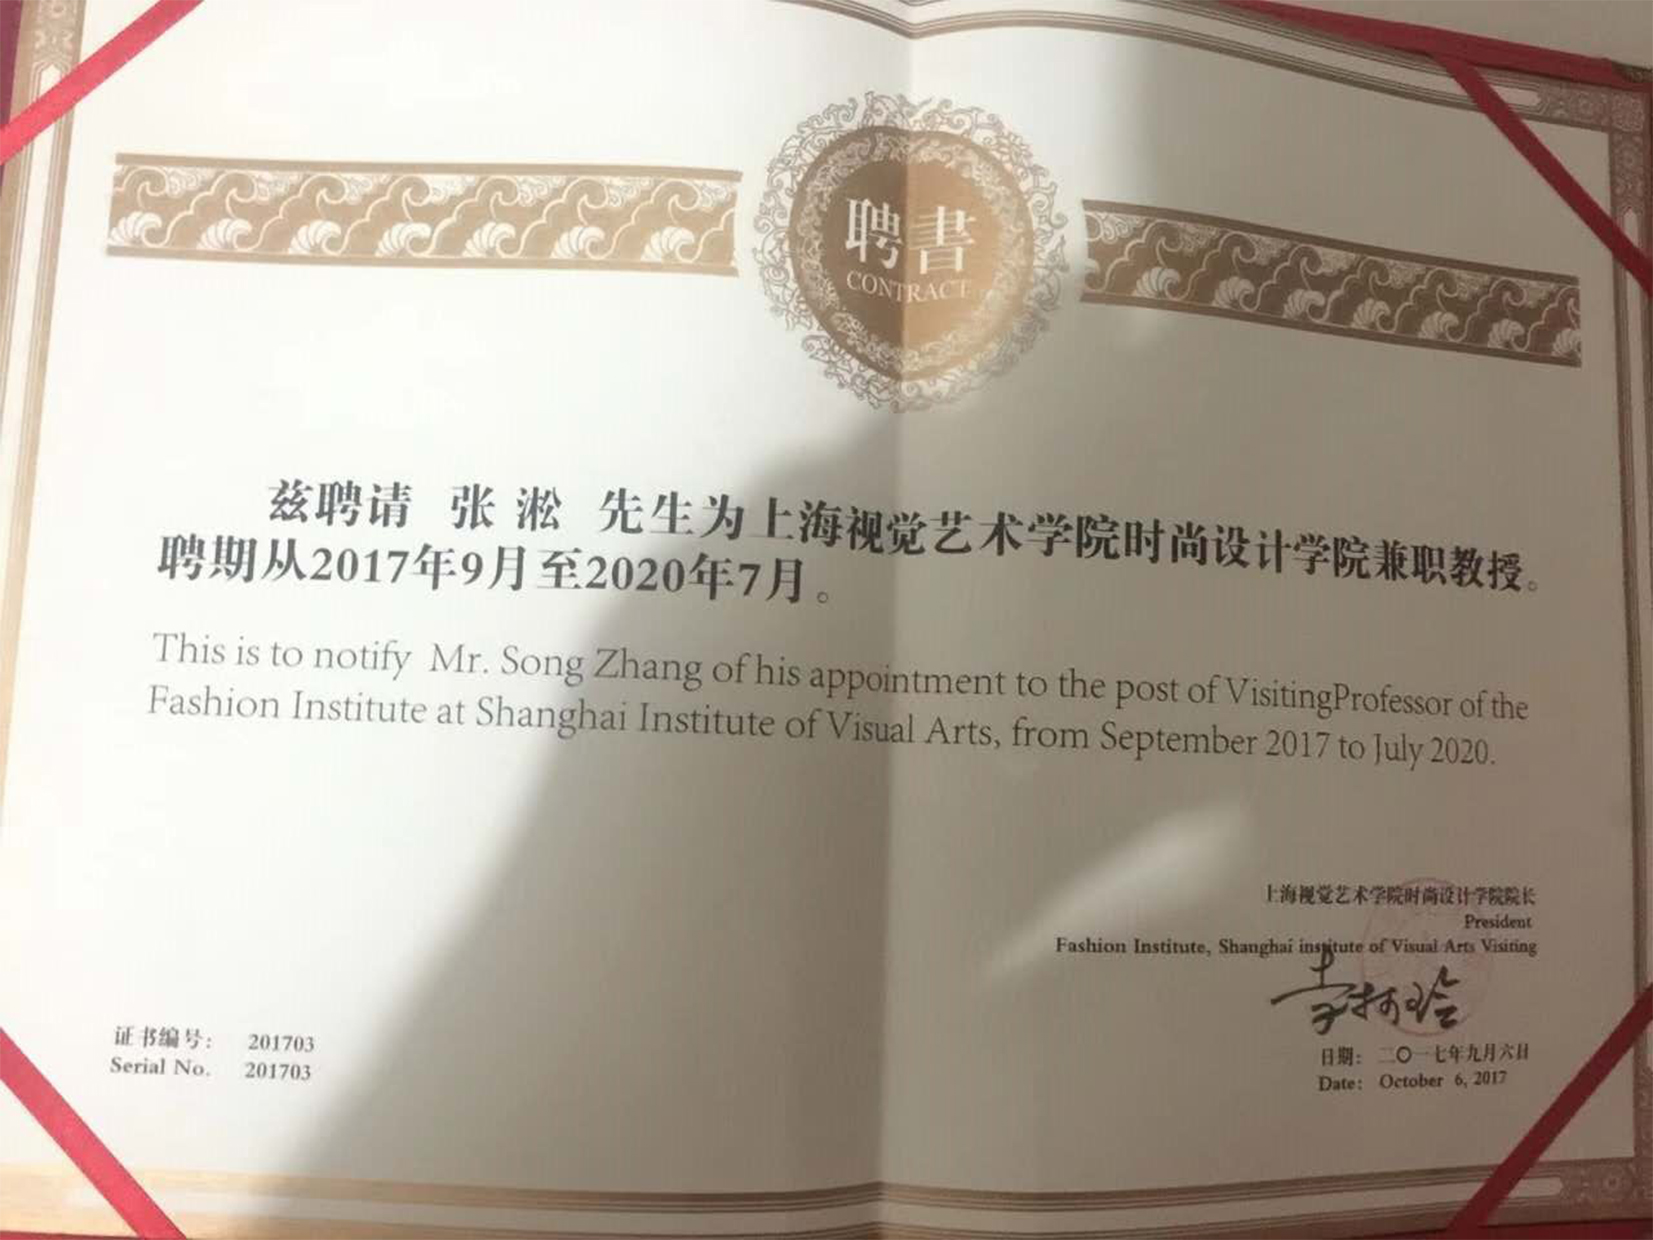 聘書
CONTRACT
兹聘请 张 淞 先生为上海视觉艺术学院时尚设计学院兼职教授。
聘期从2017年9月至2020年7月。
This is to notify Mr. Song Zhang of his appointment to the post of VisitingProfessor of the
Fashion Institute at Shanghai Institute of Visual Arts, from September 2017 to July 2020.
上海视觉艺术学院时尚设计学院院长
President
Fashion Institute, Shanghai institute of Visual Arts Visiting
证书编号： 201703
Serial No. 201703
日期： 二〇一七年九月六日
Date: October 6, 2017